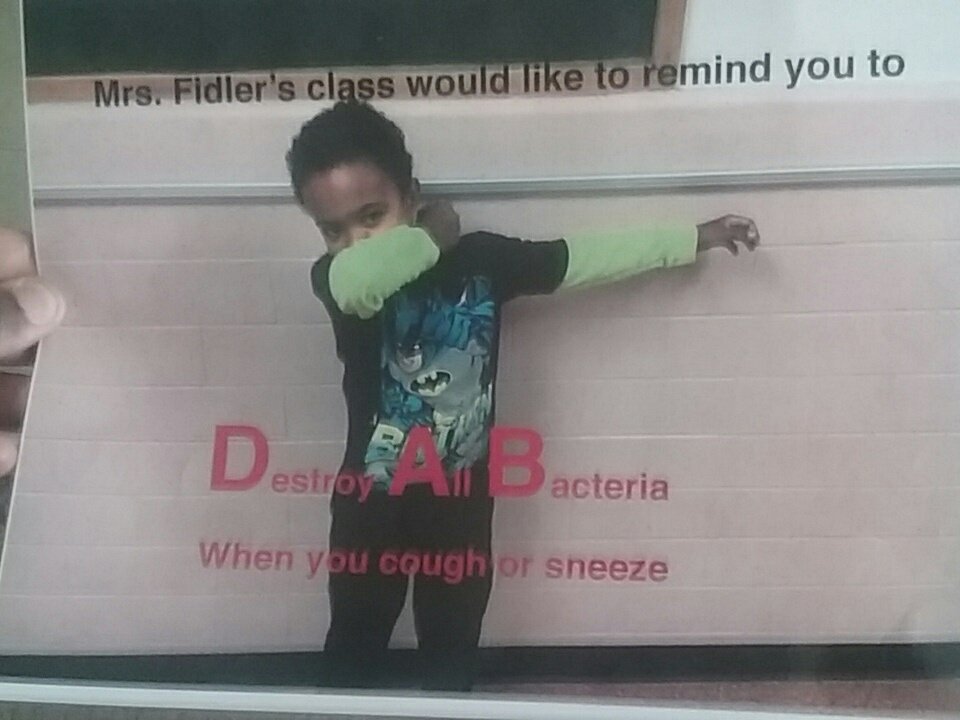 Mrs. Fidler's class would like to remind you to
Destroy All Bacteria
When you cough or sneeze